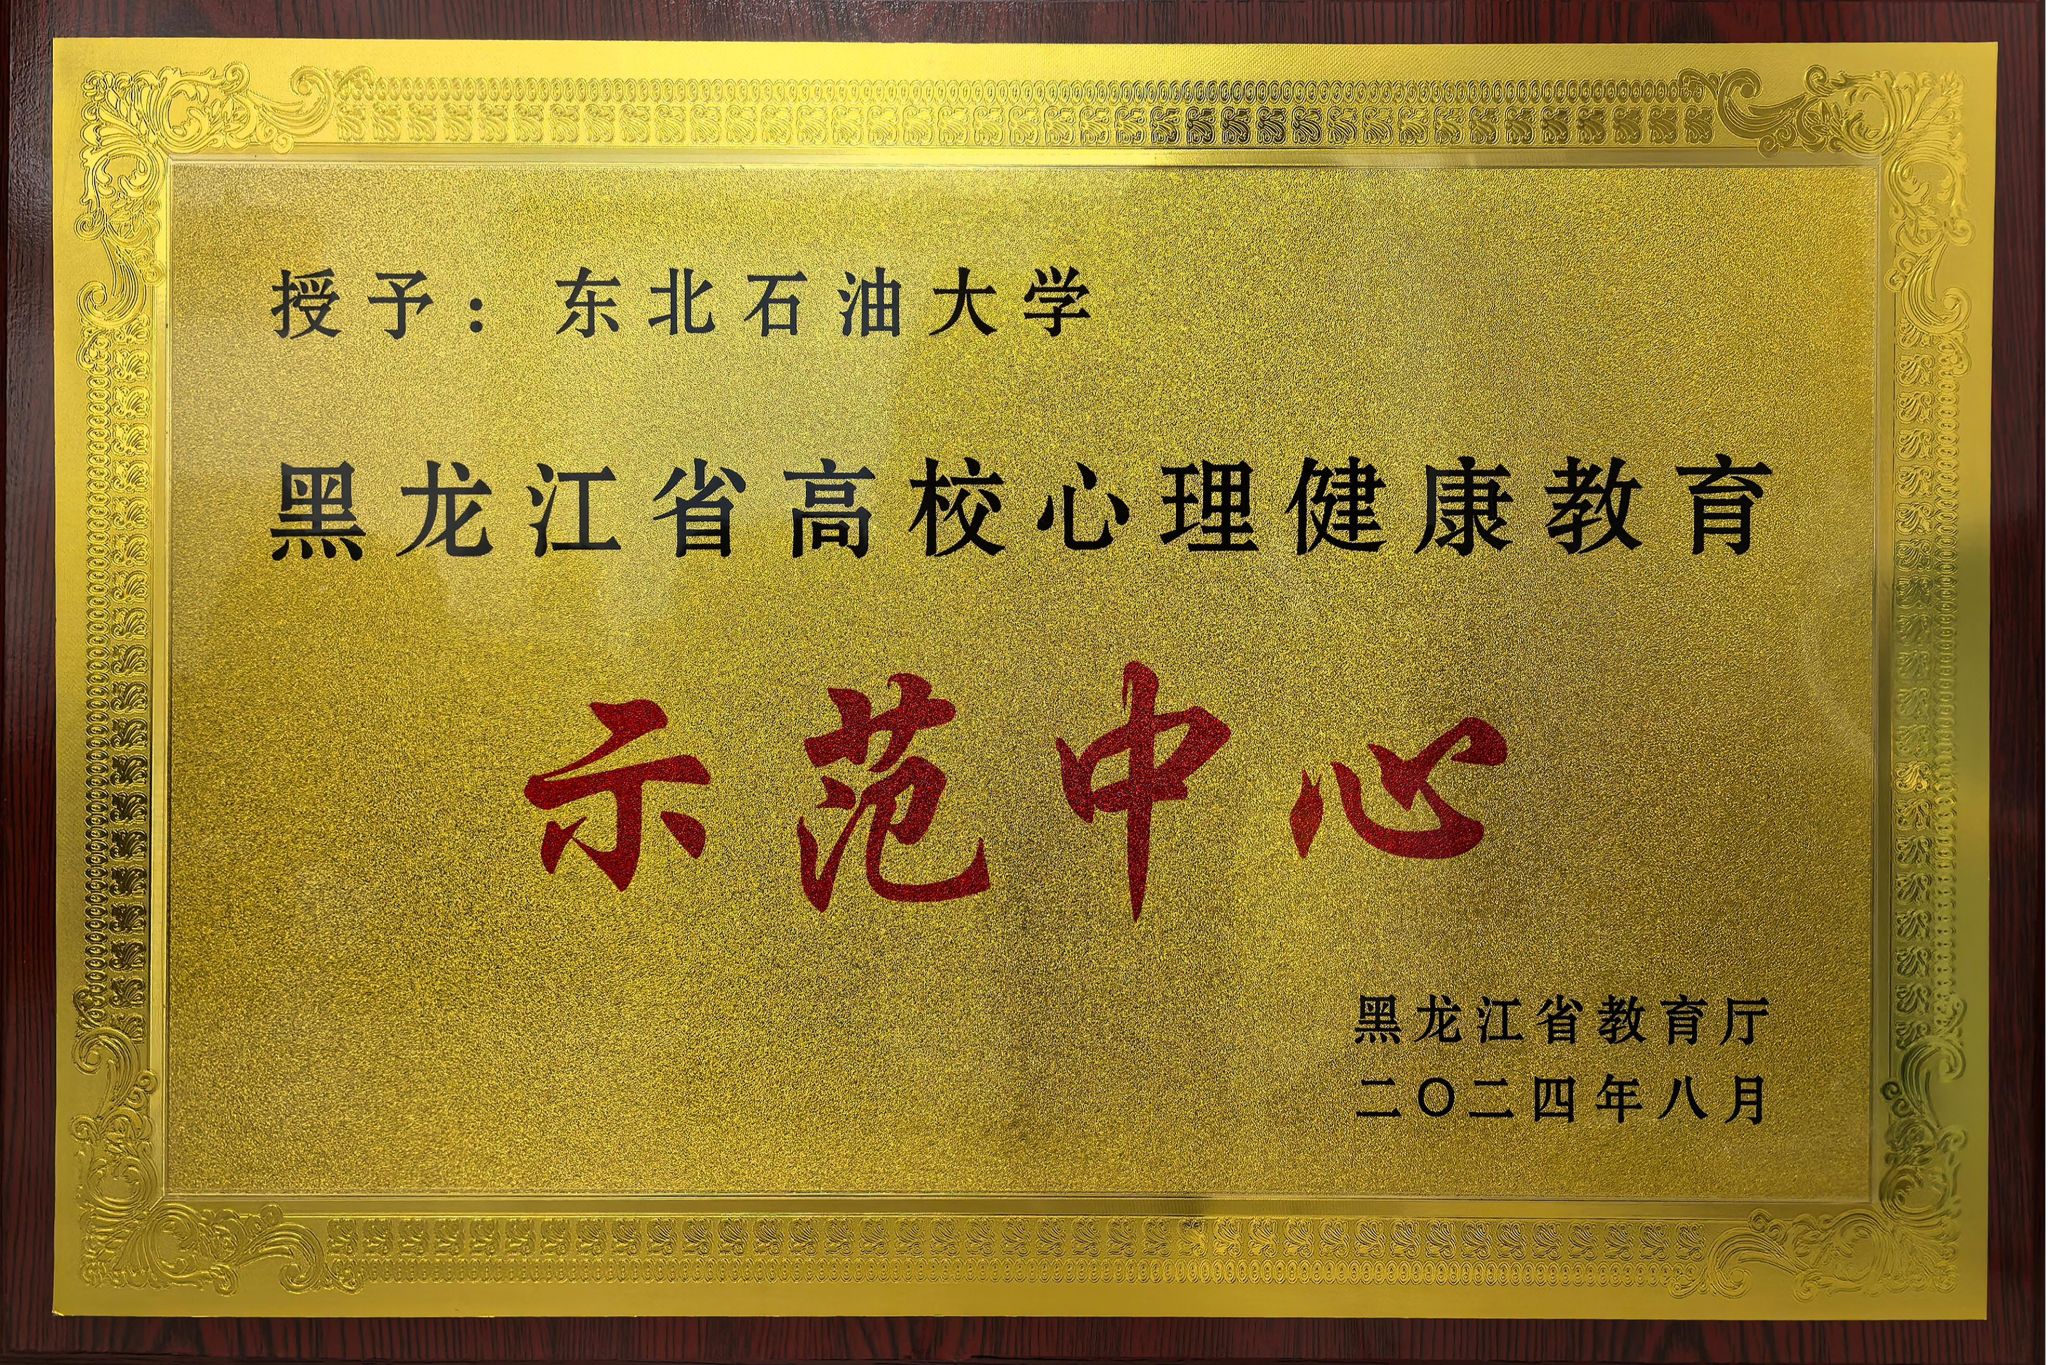 授予：东北石油大学
黑龙江省高校心理健康教育
示范中心
黑龙江省教育厅
二〇二四年八月